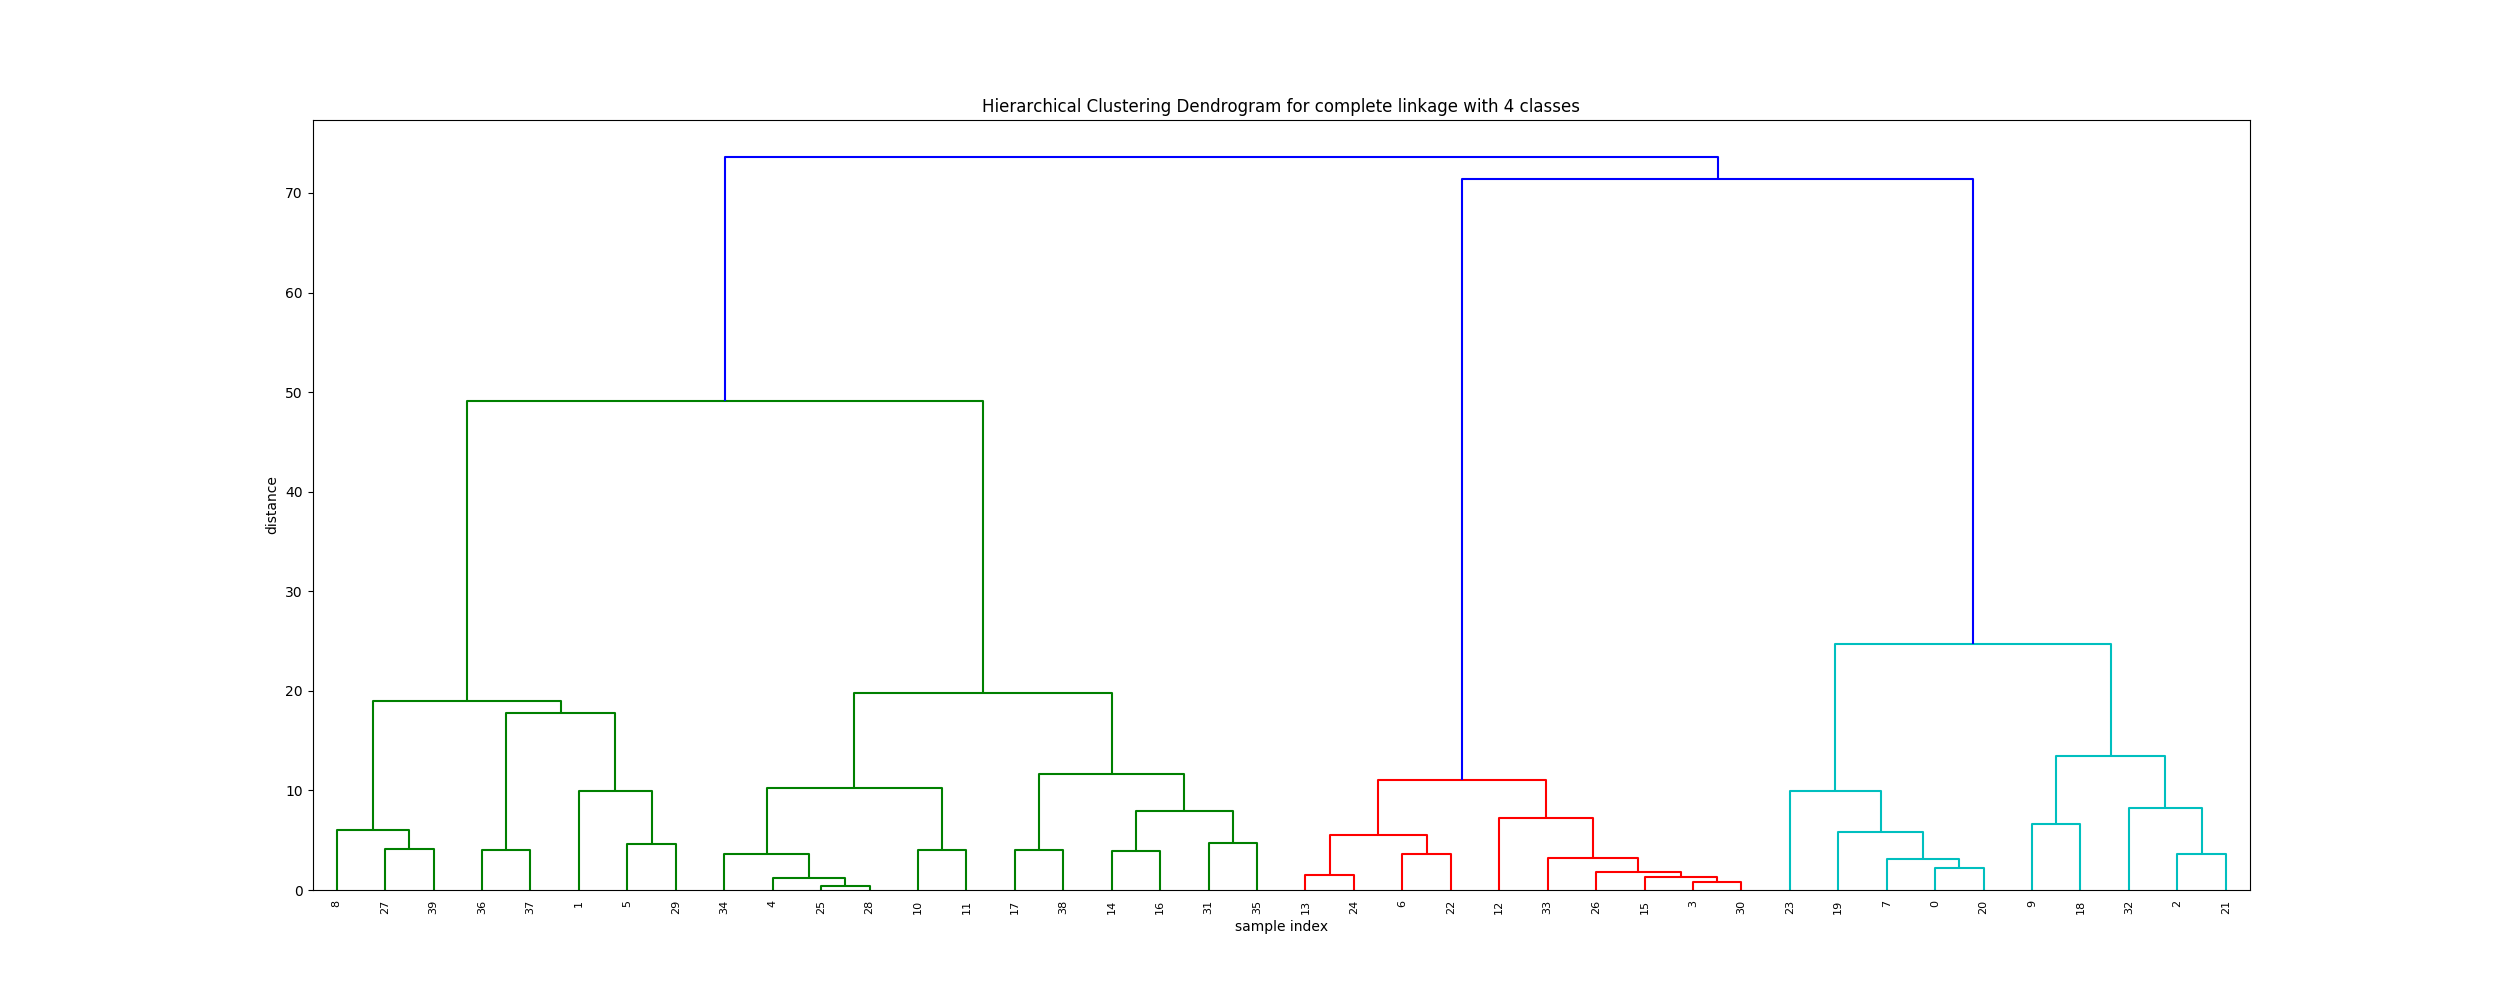 Hierarchical Clustering Dendrogram for complete linkage with 4 classes
70
60
50
40
30
20
10
0
distance
8 27 39 36 37 1 5 29 34 4 25 28 10 11 17 38 14 16 31 35 13 24 6 22 12 33 26 15 3 30 23 19 7 0 20 9 18 32 2 21
sample index